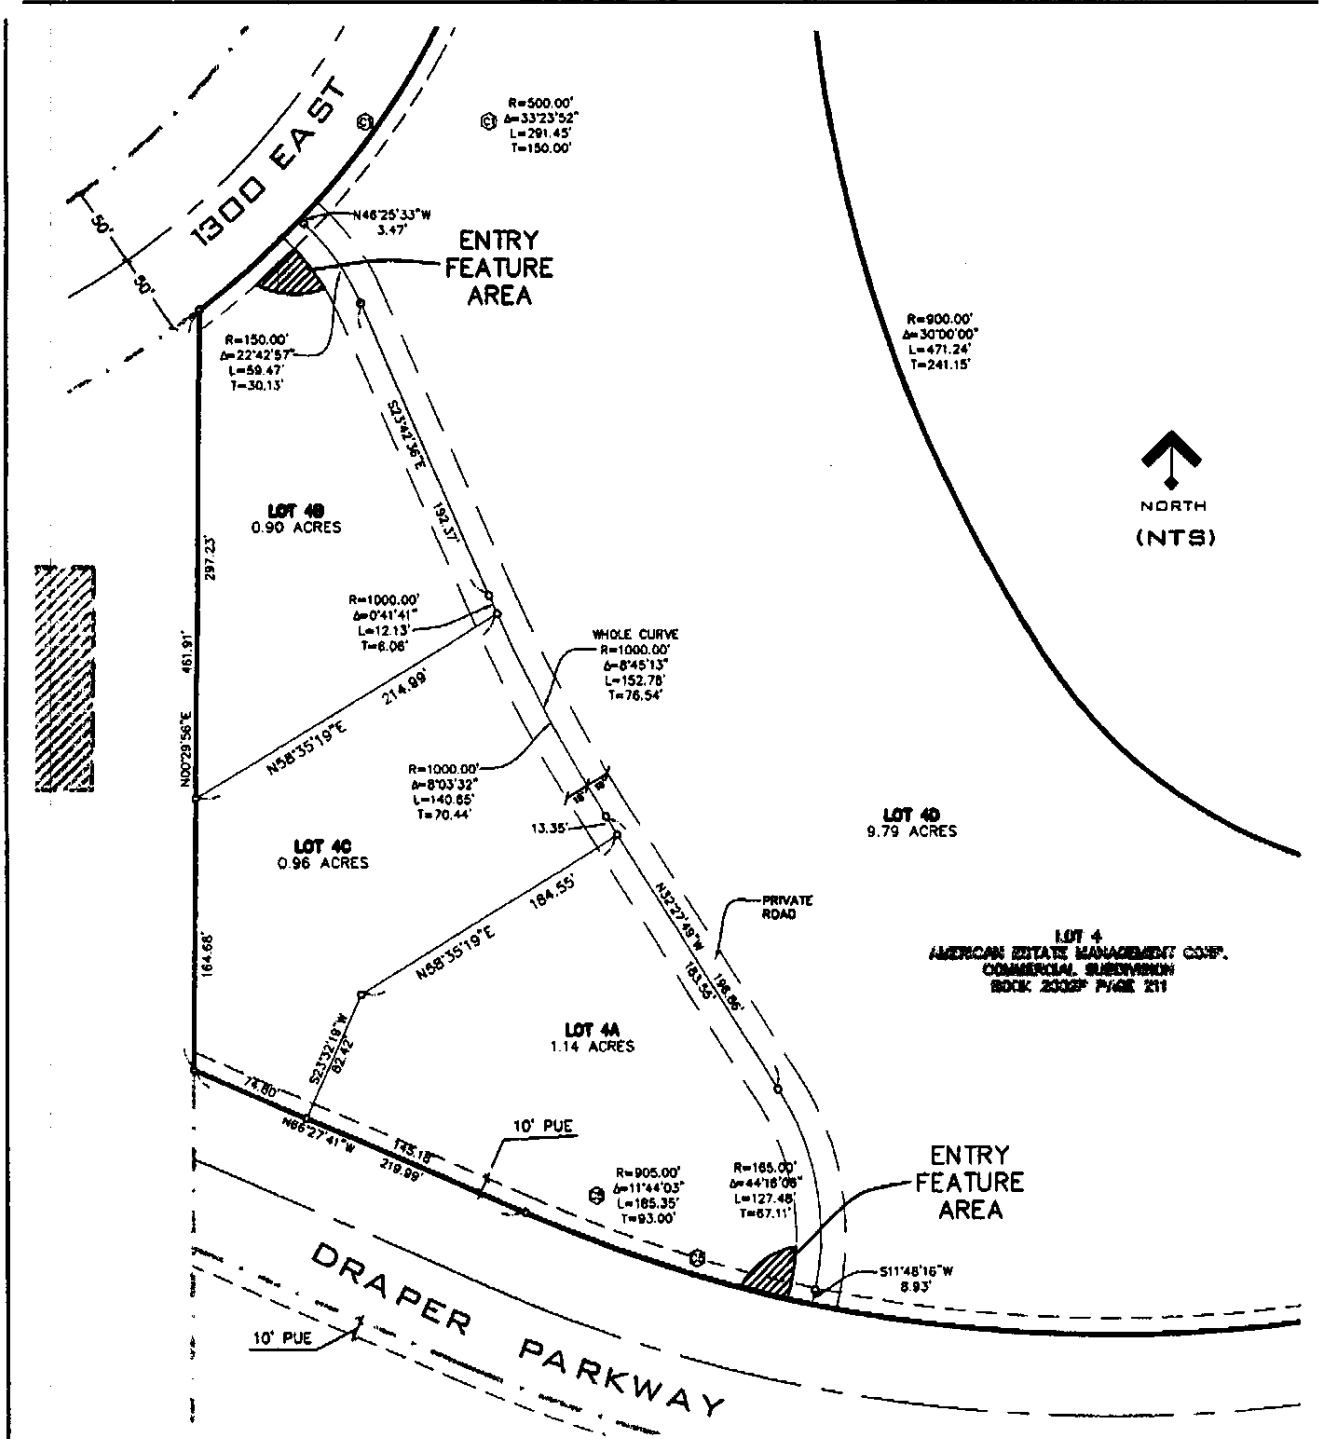 1300 EAST
50'
50'
C1
C1
R=500.00'
Δ=33°23'52"
L=291.45'
T=150.00'
N46°25'33"W
3.47'
ENTRY
FEATURE
AREA
R=150.00'
Δ=22°42'57"
L=59.47'
T=30.13'
R=900.00'
Δ=30°00'00"
L=471.24'
T=241.15'
NORTH
(NTS)
S23°42'36"E
192.37'
LOT 4B
0.90 ACRES
297.23'
461.91'
N00°29'56"E
R=1000.00'
Δ=0°41'41"
L=12.13'
T=6.06'
214.99'
N58°35'19"E
WHOLE CURVE
R=1000.00'
Δ=8°45'13"
L=152.78'
T=76.54'
R=1000.00'
Δ=8°03'32"
L=140.65'
T=70.44'
18' 18'
13.35'
LOT 4C
0.96 ACRES
LOT 4D
9.79 ACRES
184.55'
N58°35'19"E
164.68'
N32°27'49"W
196.86'
183.56'
PRIVATE
ROAD
LOT 4
AMERICAN ESTATE MANAGEMENT CORP.
COMMERCIAL SUBDIVISION
BOOK 2002P PAGE 211
LOT 4A
1.14 ACRES
S23°32'19"W
82.42'
74.80'
N66°27'41"W
145.18'
219.99'
10' PUE
R=905.00'
Δ=11°44'03"
L=185.35'
T=93.00'
R=165.00'
Δ=44°16'06"
L=127.48'
T=67.11'
ENTRY
FEATURE
AREA
S11°48'16"W
8.93'
DRAPER PARKWAY
10' PUE